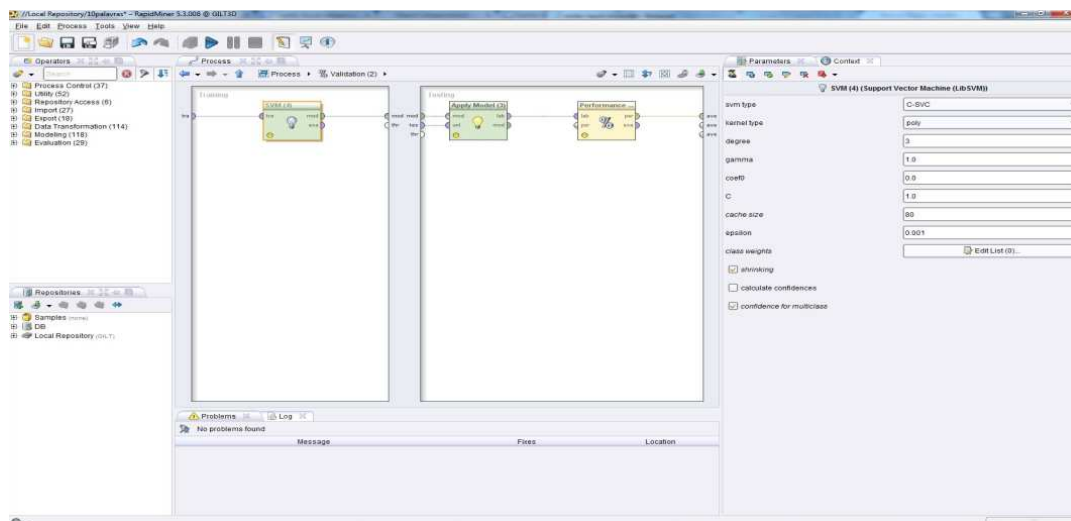 //Local Repository/10palavras* – RapidMiner 5.3.008 @ GILT3D
File Edit Process Tools View Help
Operators
Search
Process Control (37)
Utility (52)
Repository Access (6)
Import (27)
Export (18)
Data Transformation (114)
Modeling (118)
Evaluation (29)
Repositories
Samples (none)
DB
Local Repository (GILT)
Process
Process Validation (2)
Training
SVM (4)
tra mod
exa
Testing
Apply Model (3)
mod lab
unl mod
Performance ...
lab per
per exa
Problems Log
No problems found
Message Fixes Location
Parameters Context
SVM (4) (Support Vector Machine (LibSVM))
svm type C-SVC
kernel type poly
degree 3
gamma 1.0
coef0 0.0
C 1.0
cache size 80
epsilon 0.001
class weights Edit List (0)...
shrinking
calculate confidences
confidence for multiclass